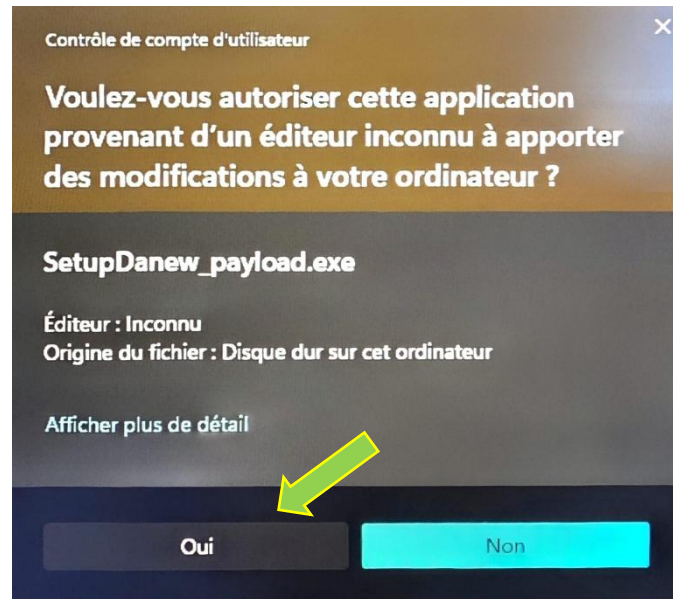 Contrôle de compte d'utilisateur
Voulez-vous autoriser cette application
provenant d'un éditeur inconnu à apporter
des modifications à votre ordinateur ?
SetupDanew_payload.exe
Éditeur : Inconnu
Origine du fichier : Disque dur sur cet ordinateur
Afficher plus de détail
Oui
Non